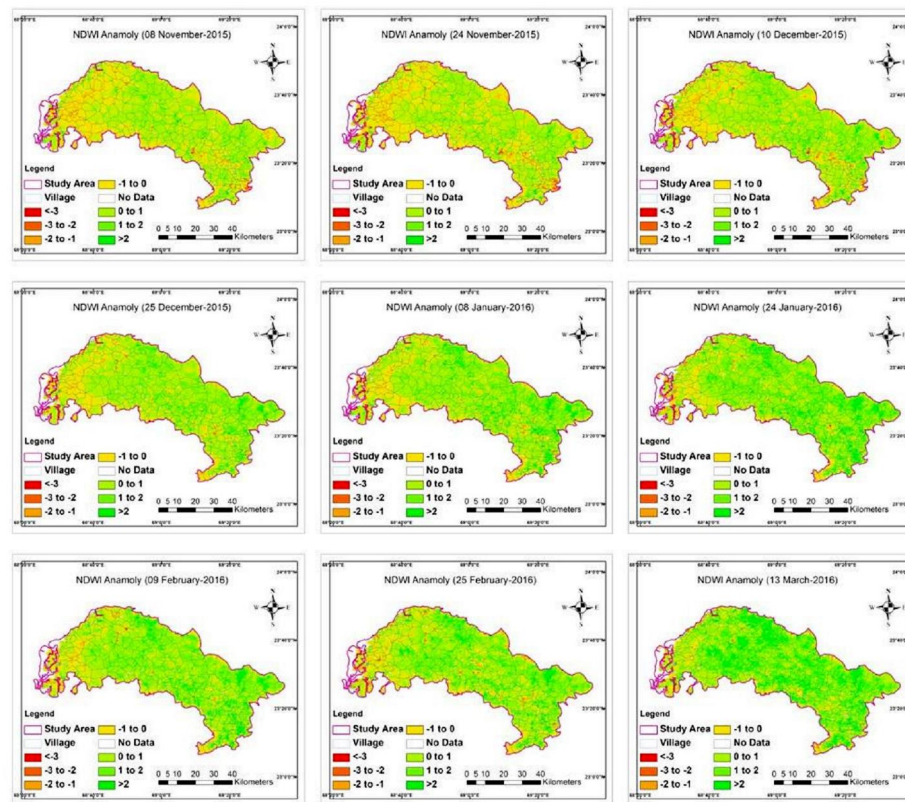 NDWI Anamoly (08 November-2015)
Legend
Study Area -1 to 0
Village No Data
<-3 0 to 1
-3 to -2 1 to 2
-2 to -1 >2
0 5 10 20 30 40
Kilometers
NDWI Anamoly (24 November-2015)
Legend
Study Area -1 to 0
Village No Data
<-3 0 to 1
-3 to -2 1 to 2
-2 to -1 >2
0 5 10 20 30 40
Kilometers
NDWI Anamoly (10 December-2015)
Legend
Study Area -1 to 0
Village No Data
<-3 0 to 1
-3 to -2 1 to 2
-2 to -1 >2
0 5 10 20 30 40
Kilometers
NDWI Anamoly (25 December-2015)
Legend
Study Area -1 to 0
Village No Data
<-3 0 to 1
-3 to -2 1 to 2
-2 to -1 >2
0 5 10 20 30 40
Kilometers
NDWI Anamoly (08 January-2016)
Legend
Study Area -1 to 0
Village No Data
<-3 0 to 1
-3 to -2 1 to 2
-2 to -1 >2
0 5 10 20 30 40
Kilometers
NDWI Anamoly (24 January-2016)
Legend
Study Area -1 to 0
Village No Data
<-3 0 to 1
-3 to -2 1 to 2
-2 to -1 >2
0 5 10 20 30 40
Kilometers
NDWI Anamoly (09 February-2016)
Legend
Study Area -1 to 0
Village No Data
<-3 0 to 1
-3 to -2 1 to 2
-2 to -1 >2
0 5 10 20 30 40
Kilometers
NDWI Anamoly (25 February-2016)
Legend
Study Area -1 to 0
Village No Data
<-3 0 to 1
-3 to -2 1 to 2
-2 to -1 >2
0 5 10 20 30 40
Kilometers
NDWI Anamoly (13 March-2016)
Legend
Study Area -1 to 0
Village No Data
<-3 0 to 1
-3 to -2 1 to 2
-2 to -1 >2
0 5 10 20 30 40
Kilometers